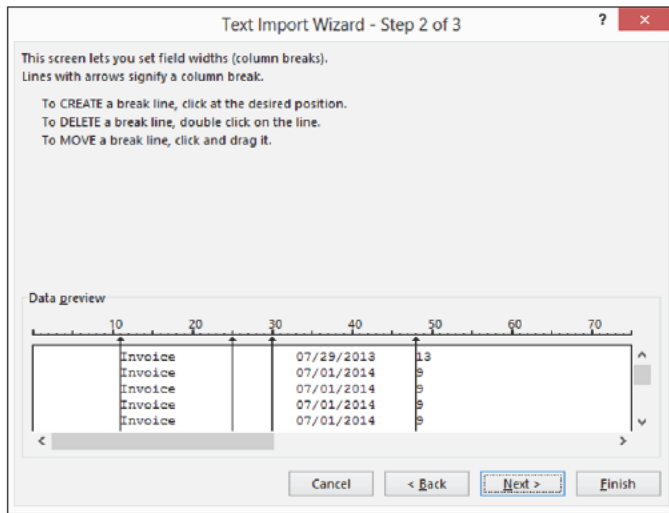 Text Import Wizard - Step 2 of 3
?
×
This screen lets you set field widths (column breaks).
Lines with arrows signify a column break.
To CREATE a break line, click at the desired position.
To DELETE a break line, double click on the line.
To MOVE a break line, click and drag it.
Data preview
10 20 30 40 50 60 70
Invoice 07/29/2013 13
Invoice 07/01/2014 9
Invoice 07/01/2014 9
Invoice 07/01/2014 9
Invoice 07/01/2014 9
Cancel < Back Next > Finish